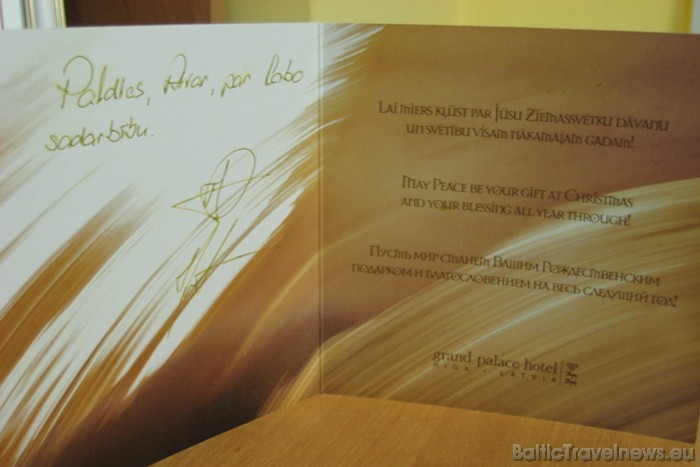 Paldies, Aivar, par labo
sadarbību.
Lai miers kļūst par Jūsu Ziemassvētku dāvanu
un svētību visam nākamajam gadam!
May Peace be your gift at Christmas
and your blessing all year through!
Пусть мир станет Вашим Рождественским
подарком и благословением на весь следущий год!
grand palace hotel
RIGA - LATVIA
BalticTravelnews.eu